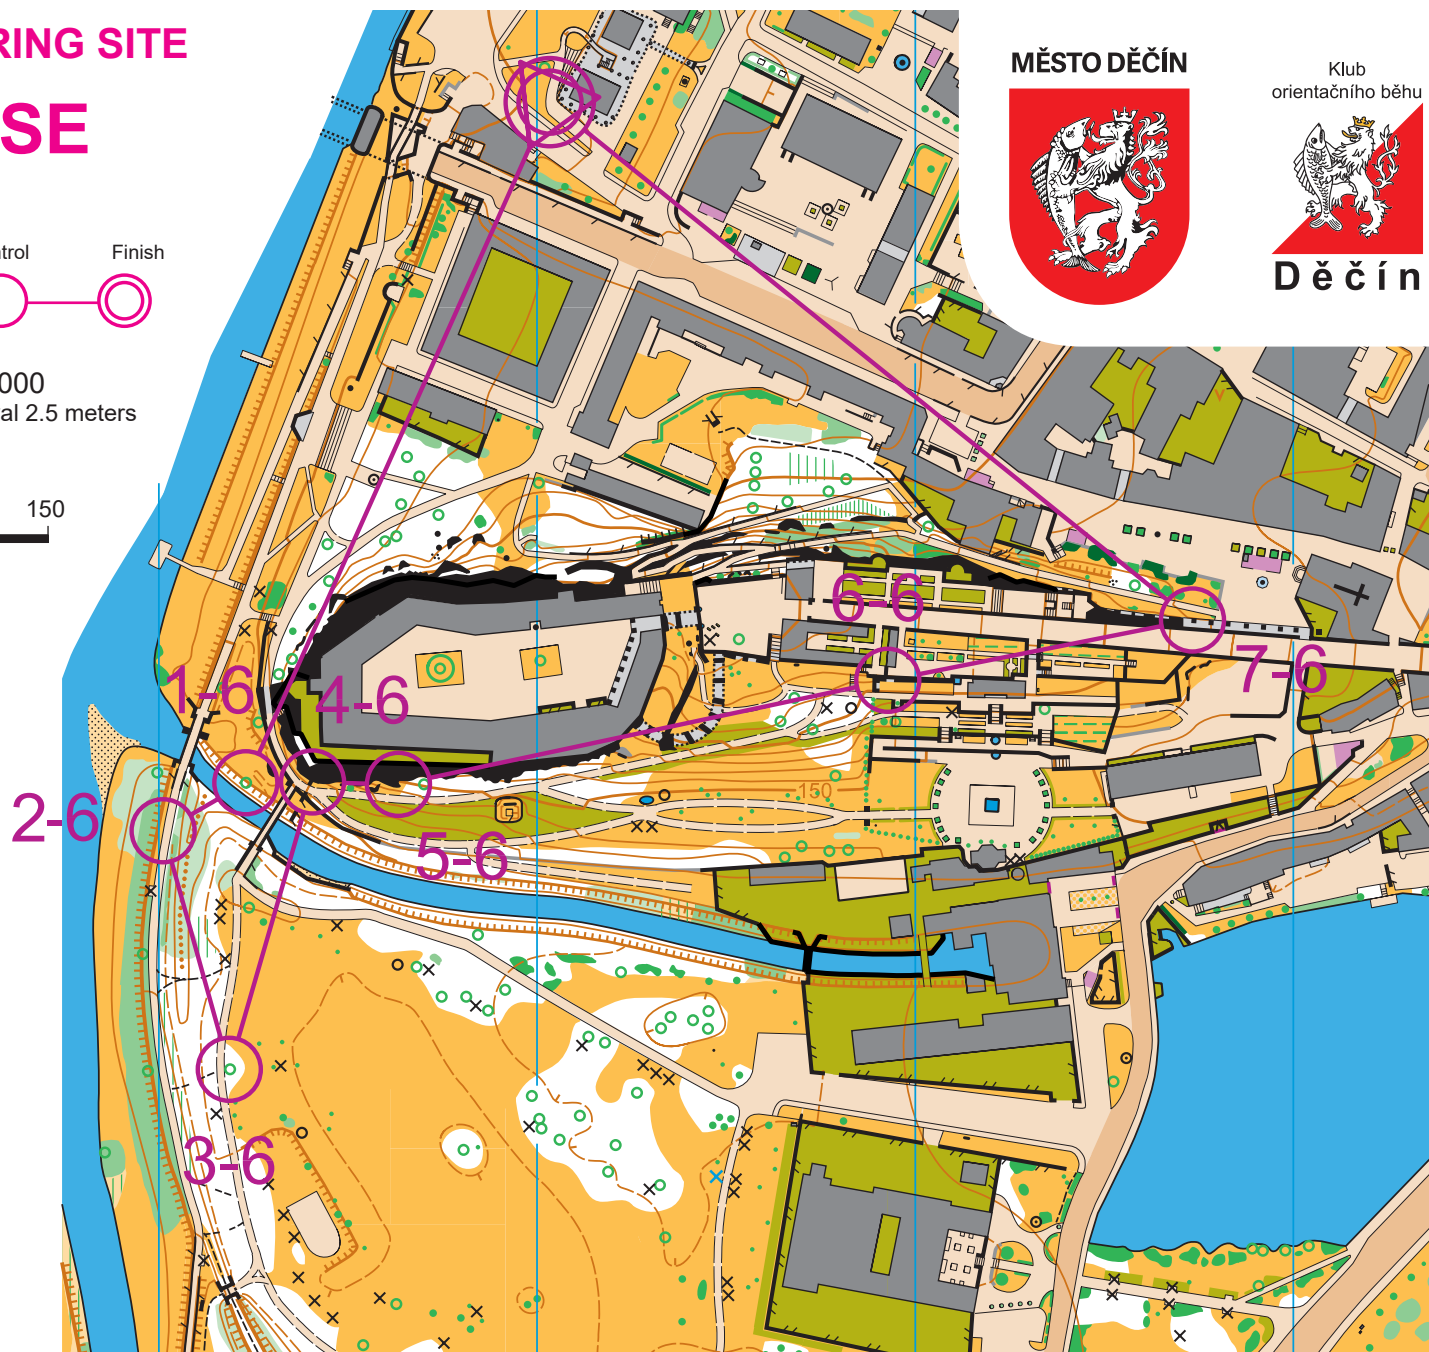 RING SITE
SE
MĚSTO DĚČÍN
Klub
orientačního běhu
Děčín
trol
Finish
000
al 2.5 meters
150
6-6
7-6
1-6
4-6
2-6
5-6
150
3-6